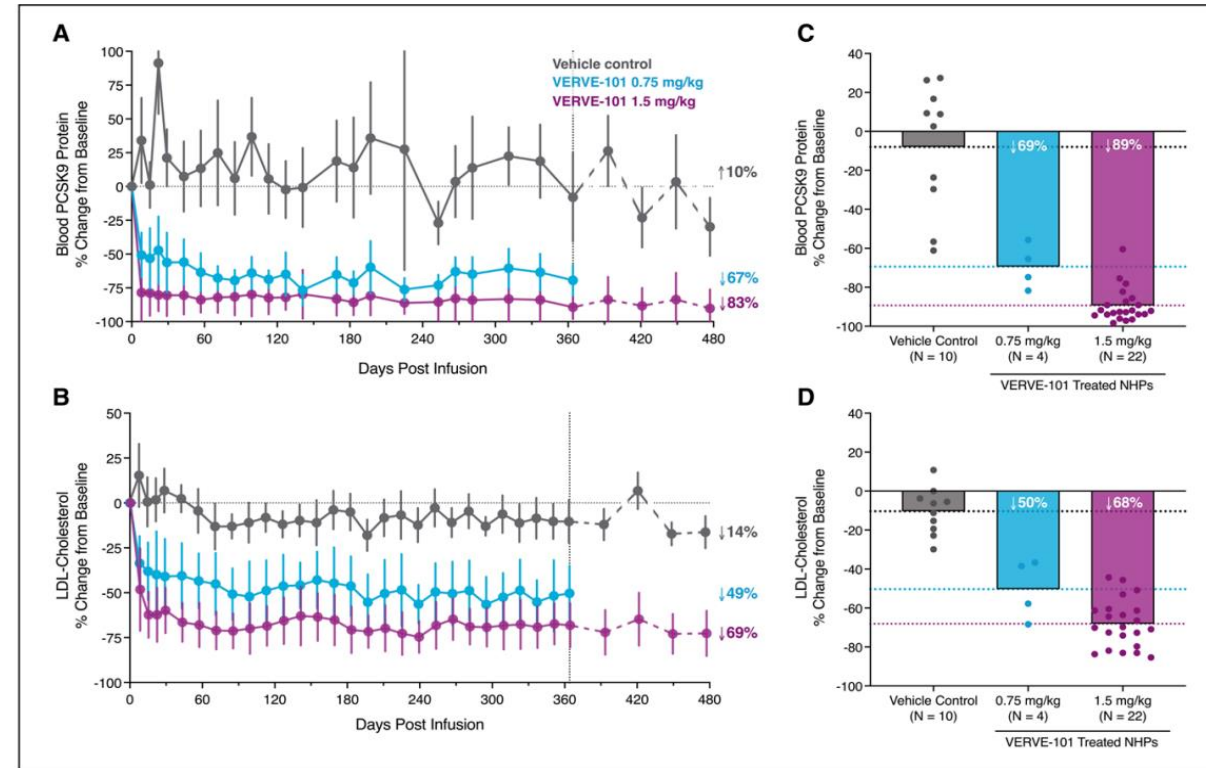 A
Blood PCSK9 Protein
% Change from Baseline
100
75
50
25
0
-25
-50
-75
-100
Vehicle control
VERVE-101 0.75 mg/kg
VERVE-101 1.5 mg/kg
↑10%
↓67%
↓83%
0 60 120 180 240 300 360 420 480
Days Post Infusion
B
LDL-Cholesterol
% Change from Baseline
50
25
0
-25
-50
-75
-100
↓14%
↓49%
↓69%
0 60 120 180 240 300 360 420 480
Days Post Infusion
C
Blood PCSK9 Protein
% Change from Baseline
40
20
0
-20
-40
-60
-80
-100
↓69% ↓89%
Vehicle Control 0.75 mg/kg 1.5 mg/kg
(N = 10) (N = 4) (N = 22)
VERVE-101 Treated NHPs
D
LDL-Cholesterol
% Change from Baseline
40
20
0
-20
-40
-60
-80
-100
↓50% ↓68%
Vehicle Control 0.75 mg/kg 1.5 mg/kg
(N = 10) (N = 4) (N = 22)
VERVE-101 Treated NHPs